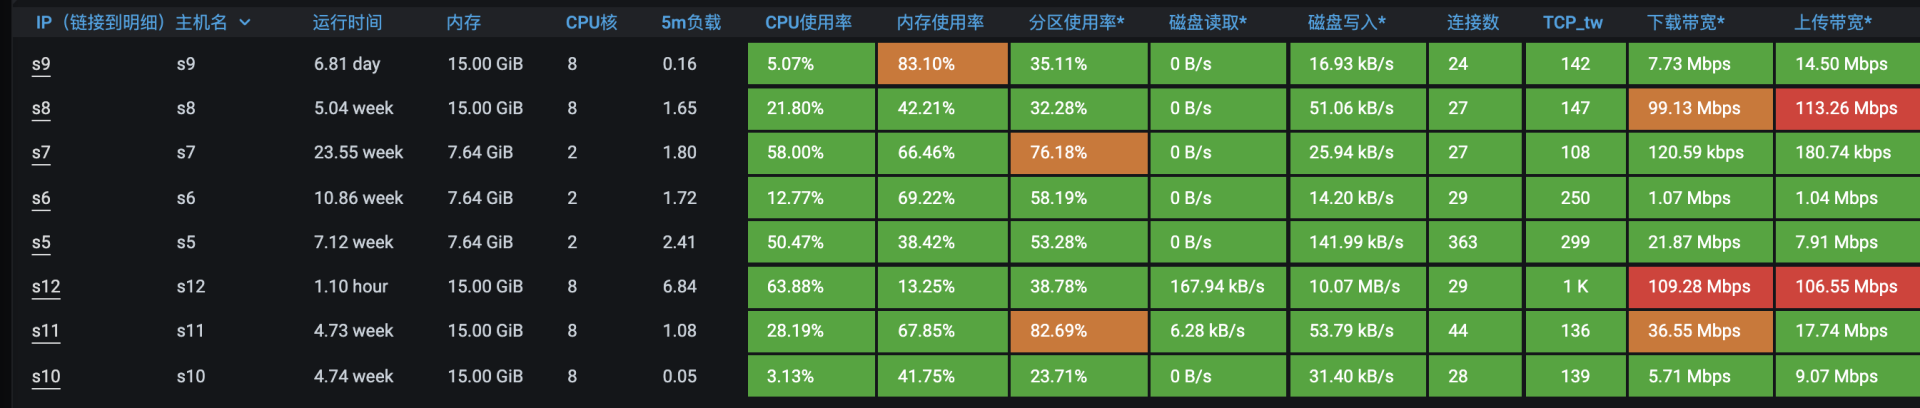 IP（链接到明细） 主机名 运行时间 内存 CPU核 5m负载 CPU使用率 内存使用率 分区使用率* 磁盘读取* 磁盘写入* 连接数 TCP_tw 下载带宽* 上传带宽*
s9 s9 6.81 day 15.00 GiB 8 0.16 5.07% 83.10% 35.11% 0 B/s 16.93 kB/s 24 142 7.73 Mbps 14.50 Mbps
s8 s8 5.04 week 15.00 GiB 8 1.65 21.80% 42.21% 32.28% 0 B/s 51.06 kB/s 27 147 99.13 Mbps 113.26 Mbps
s7 s7 23.55 week 7.64 GiB 2 1.80 58.00% 66.46% 76.18% 0 B/s 25.94 kB/s 27 108 120.59 kbps 180.74 kbps
s6 s6 10.86 week 7.64 GiB 2 1.72 12.77% 69.22% 58.19% 0 B/s 14.20 kB/s 29 250 1.07 Mbps 1.04 Mbps
s5 s5 7.12 week 7.64 GiB 2 2.41 50.47% 38.42% 53.28% 0 B/s 141.99 kB/s 363 299 21.87 Mbps 7.91 Mbps
s12 s12 1.10 hour 15.00 GiB 8 6.84 63.88% 13.25% 38.78% 167.94 kB/s 10.07 MB/s 29 1 K 109.28 Mbps 106.55 Mbps
s11 s11 4.73 week 15.00 GiB 8 1.08 28.19% 67.85% 82.69% 6.28 kB/s 53.79 kB/s 44 136 36.55 Mbps 17.74 Mbps
s10 s10 4.74 week 15.00 GiB 8 0.05 3.13% 41.75% 23.71% 0 B/s 31.40 kB/s 28 139 5.71 Mbps 9.07 Mbps